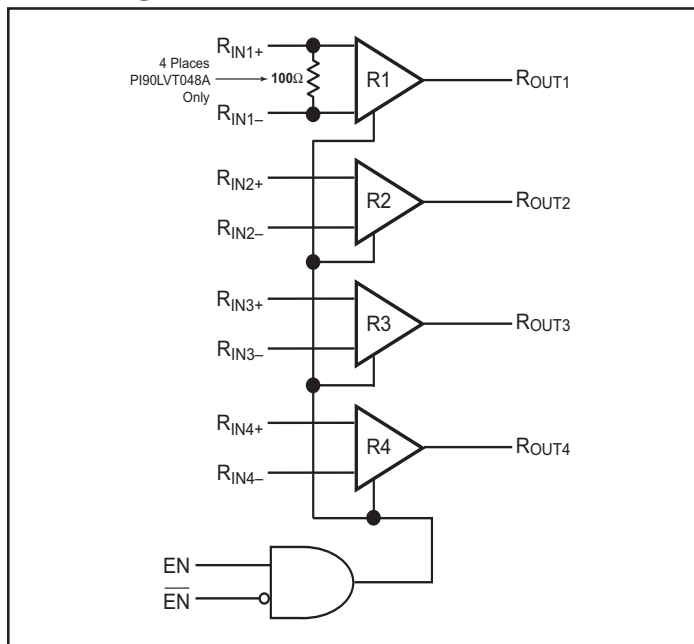 RIN1+
4 Places
PI90LVT048A
Only
100Ω
R1
ROUT1
RIN1–
RIN2+
R2
ROUT2
RIN2–
RIN3+
R3
ROUT3
RIN3–
RIN4+
R4
ROUT4
RIN4–
EN
E̅N̅